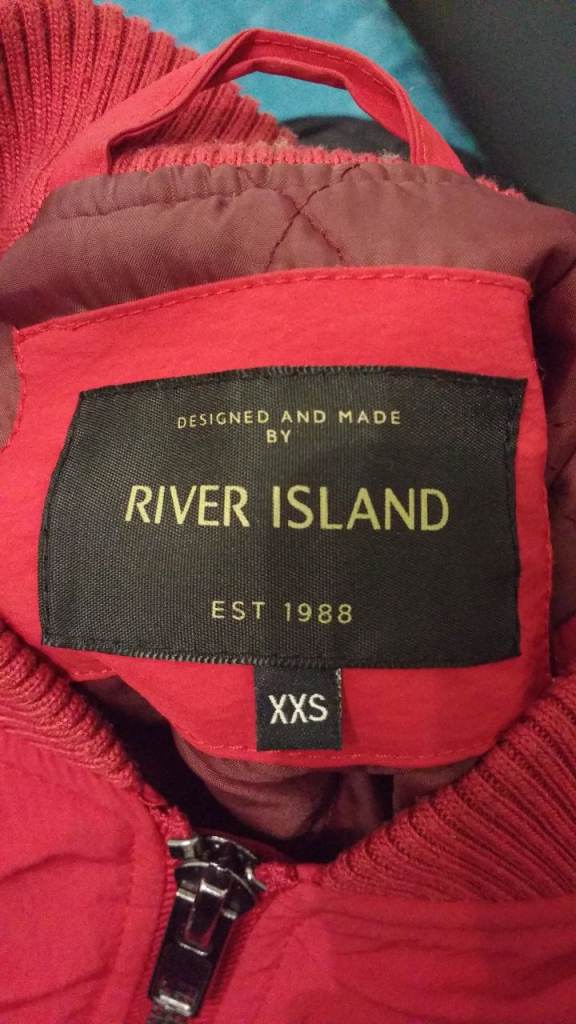 DESIGNED AND MADE
BY
RIVER ISLAND
EST 1988
XXS